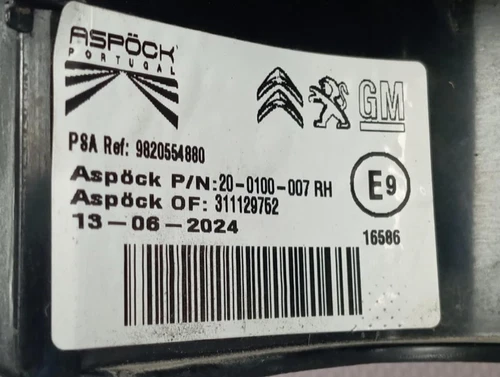 ASPÖCK
PORTUGAL
GM
PSA Ref: 9820554880
Aspöck P/N:20-0100-007 RH
Aspöck OF: 311129752
13-06-2024
E9
16586